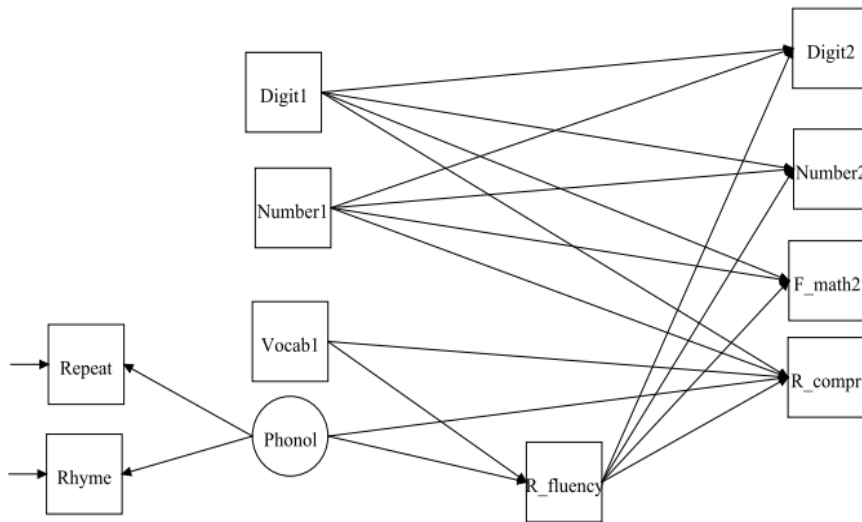 Digit2
Digit1
Number2
Number1
F_math2
Vocab1
Repeat
R_compr
Phonol
Rhyme
R_fluency